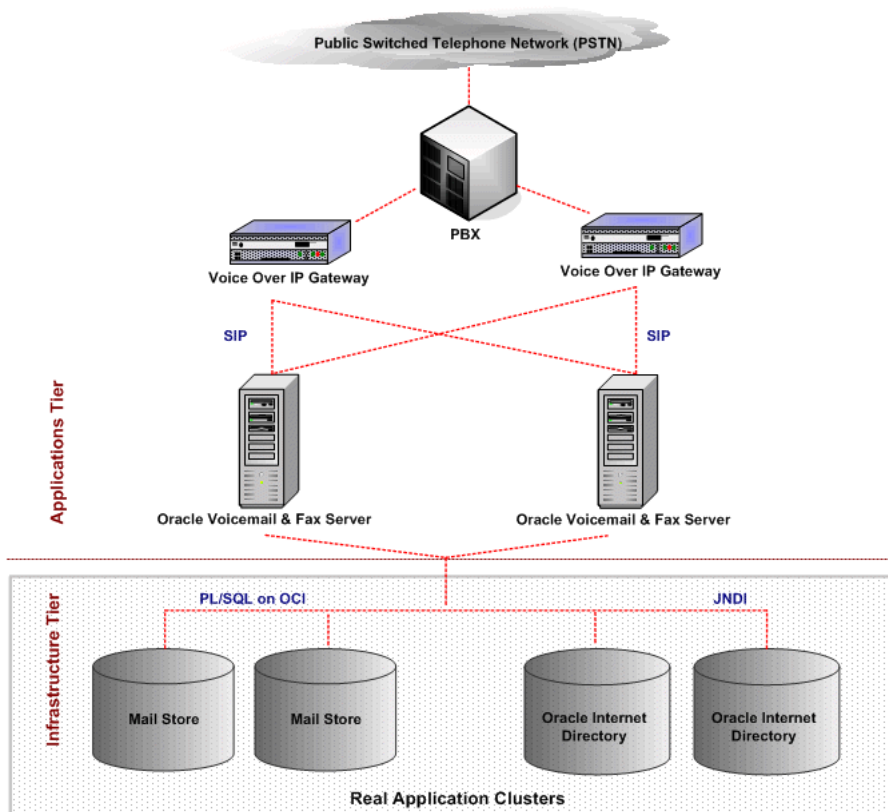 Public Switched Telephone Network (PSTN)
PBX
Voice Over IP Gateway
Voice Over IP Gateway
SIP
SIP
Applications Tier
Oracle Voicemail & Fax Server
Oracle Voicemail & Fax Server
Infrastructure Tier
PL/SQL on OCI
JNDI
Mail Store
Mail Store
Oracle Internet
Directory
Oracle Internet
Directory
Real Application Clusters